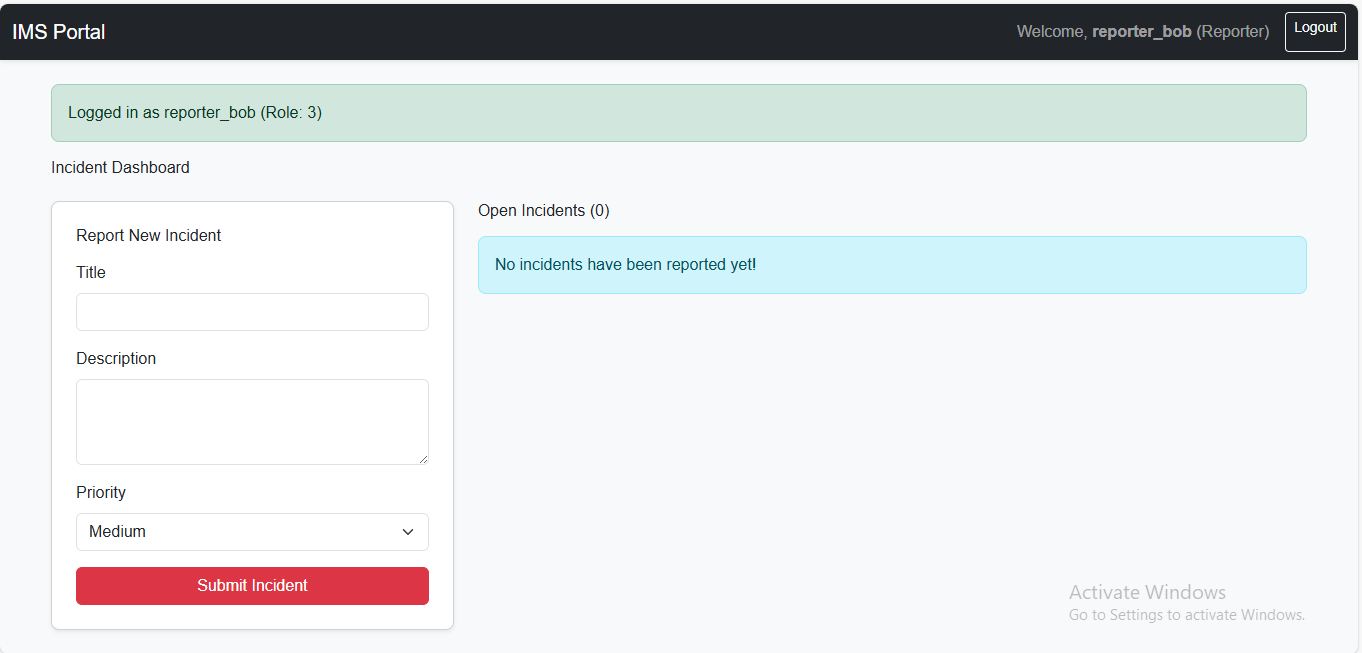 IMS Portal
Welcome, reporter_bob (Reporter)
Logout
Logged in as reporter_bob (Role: 3)
Incident Dashboard
Report New Incident
Title
Description
Priority
Medium
Submit Incident
Open Incidents (0)
No incidents have been reported yet!
Activate Windows
Go to Settings to activate Windows.